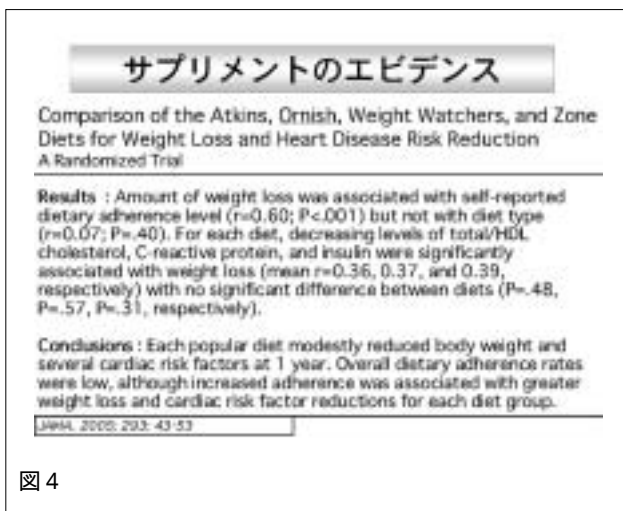 サプリメントのエビデンス
Comparison of the Atkins, Ornish, Weight Watchers, and Zone
Diets for Weight Loss and Heart Disease Risk Reduction
A Randomized Trial
Results : Amount of weight loss was associated with self-reported
dietary adherence level (r=0.60; P<.001) but not with diet type
(r=0.07; P=.40). For each diet, decreasing levels of total/HDL
cholesterol, C-reactive protein, and insulin were significantly
associated with weight loss (mean r=0.36, 0.37, and 0.39,
respectively) with no significant difference between diets (P=.48,
P=.57, P=.31, respectively).
Conclusions : Each popular diet modestly reduced body weight and
several cardiac risk factors at 1 year. Overall dietary adherence rates
were low, although increased adherence was associated with greater
weight loss and cardiac risk factor reductions for each diet group.
JAMA. 2005; 293: 43-53
図4